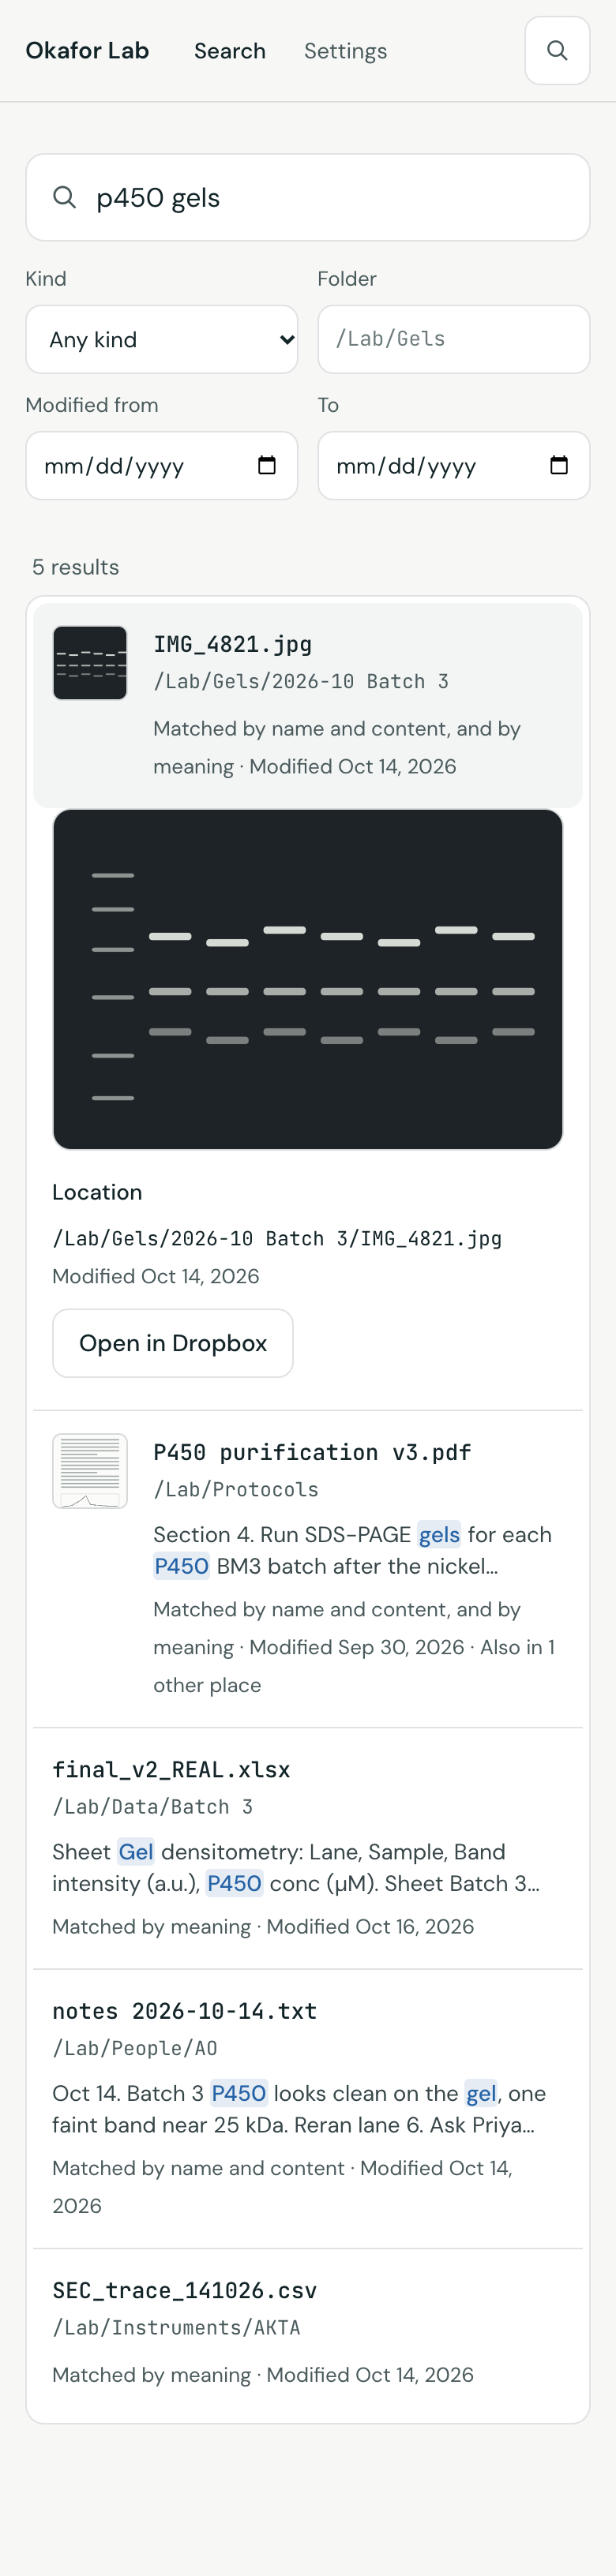 Okafor Lab Search Settings
p450 gels
Kind Folder
Any kind /Lab/Gels
Modified from To
mm/dd/yyyy mm/dd/yyyy
5 results
IMG_4821.jpg
/Lab/Gels/2026-10 Batch 3
Matched by name and content, and by
meaning · Modified Oct 14, 2026
Location
/Lab/Gels/2026-10 Batch 3/IMG_4821.jpg
Modified Oct 14, 2026
Open in Dropbox
P450 purification v3.pdf
/Lab/Protocols
Section 4. Run SDS-PAGE gels for each
P450 BM3 batch after the nickel...
Matched by name and content, and by
meaning · Modified Sep 30, 2026 · Also in 1
other place
final_v2_REAL.xlsx
/Lab/Data/Batch 3
Sheet Gel densitometry: Lane, Sample, Band
intensity (a.u.), P450 conc (µM). Sheet Batch 3...
Matched by meaning · Modified Oct 16, 2026
notes 2026-10-14.txt
/Lab/People/AO
Oct 14. Batch 3 P450 looks clean on the gel, one
faint band near 25 kDa. Reran lane 6. Ask Priya...
Matched by name and content · Modified Oct 14,
2026
SEC_trace_141026.csv
/Lab/Instruments/AKTA
Matched by meaning · Modified Oct 14, 2026